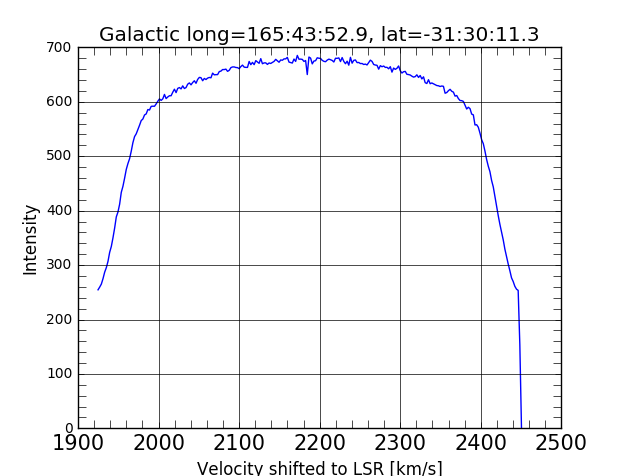 Galactic long=165:43:52.9, lat=-31:30:11.3
700
600
500
400
300
200
100
0
Intensity
1900 2000 2100 2200 2300 2400 2500
Velocity shifted to LSR [km/s]